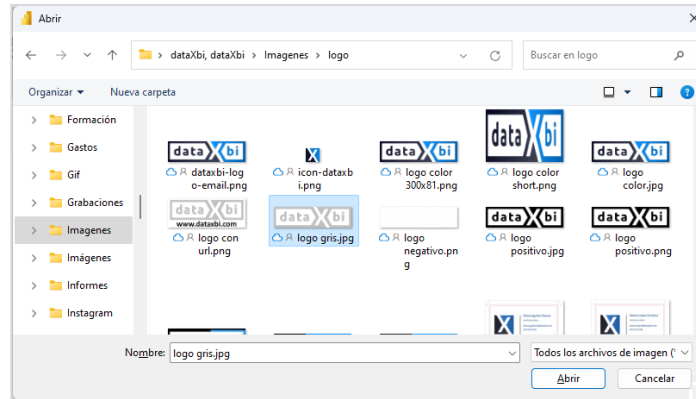 Abrir
dataXbi, dataXbi > Imagenes > logo
Buscar en logo
Organizar
Nueva carpeta
Formación
Gastos
Gif
Grabaciones
Imagenes
Imágenes
Informes
Instagram
data X bi
dataxbi-log
o-email.png
X
icon-dataxb
i.png
data X bi
logo color
300x81.png
data X bi
logo color
short.png
data X bi
logo
color.jpg
data X bi
www.dataxbi.com
logo con
url.png
data X bi
logo gris.jpg
logo
negativo.pn
g
data X bi
logo
positivo.jpg
data X bi
logo
positivo.png
X
X
Nombre:
logo gris.jpg
Todos los archivos de imagen (*
Abrir
Cancelar